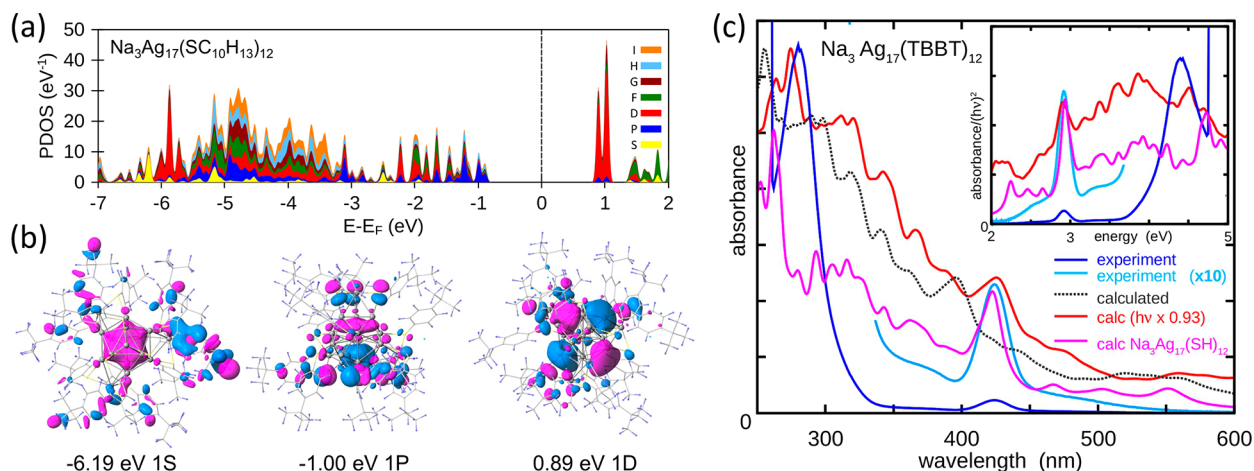 (a)
Na3Ag17(SC10H13)12
PDOS (eV-1)
50
40
30
20
10
0
I
H
G
F
D
P
S
-7 -6 -5 -4 -3 -2 -1 0 1 2
E-EF (eV)
(b)
-6.19 eV 1S
-1.00 eV 1P
0.89 eV 1D
(c)
Na3 Ag17(TBBT)12
absorbance
0
300 400 500 600
wavelength (nm)
absorbance/(hν)2
0
2 3 5
energy (eV)
experiment
experiment (x10)
calculated
calc (hν x 0.93)
calc Na3Ag17(SH)12